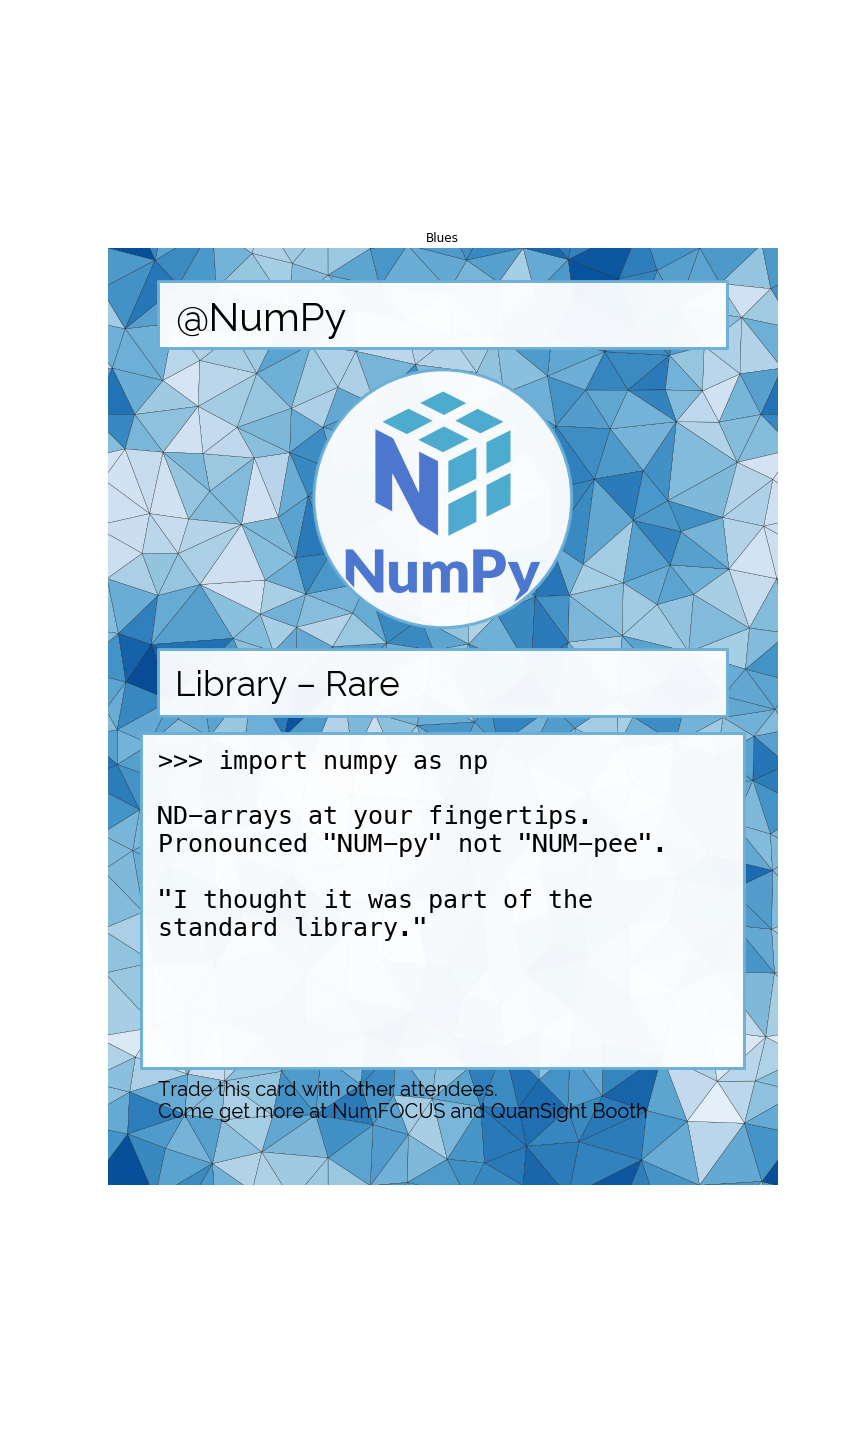 Blues
@NumPy
NumPy
Library – Rare
>>> import numpy as np
ND-arrays at your fingertips.
Pronounced "NUM-py" not "NUM-pee".
"I thought it was part of the
standard library."
Trade this card with other attendees.
Come get more at NumFOCUS and QuanSight Booth